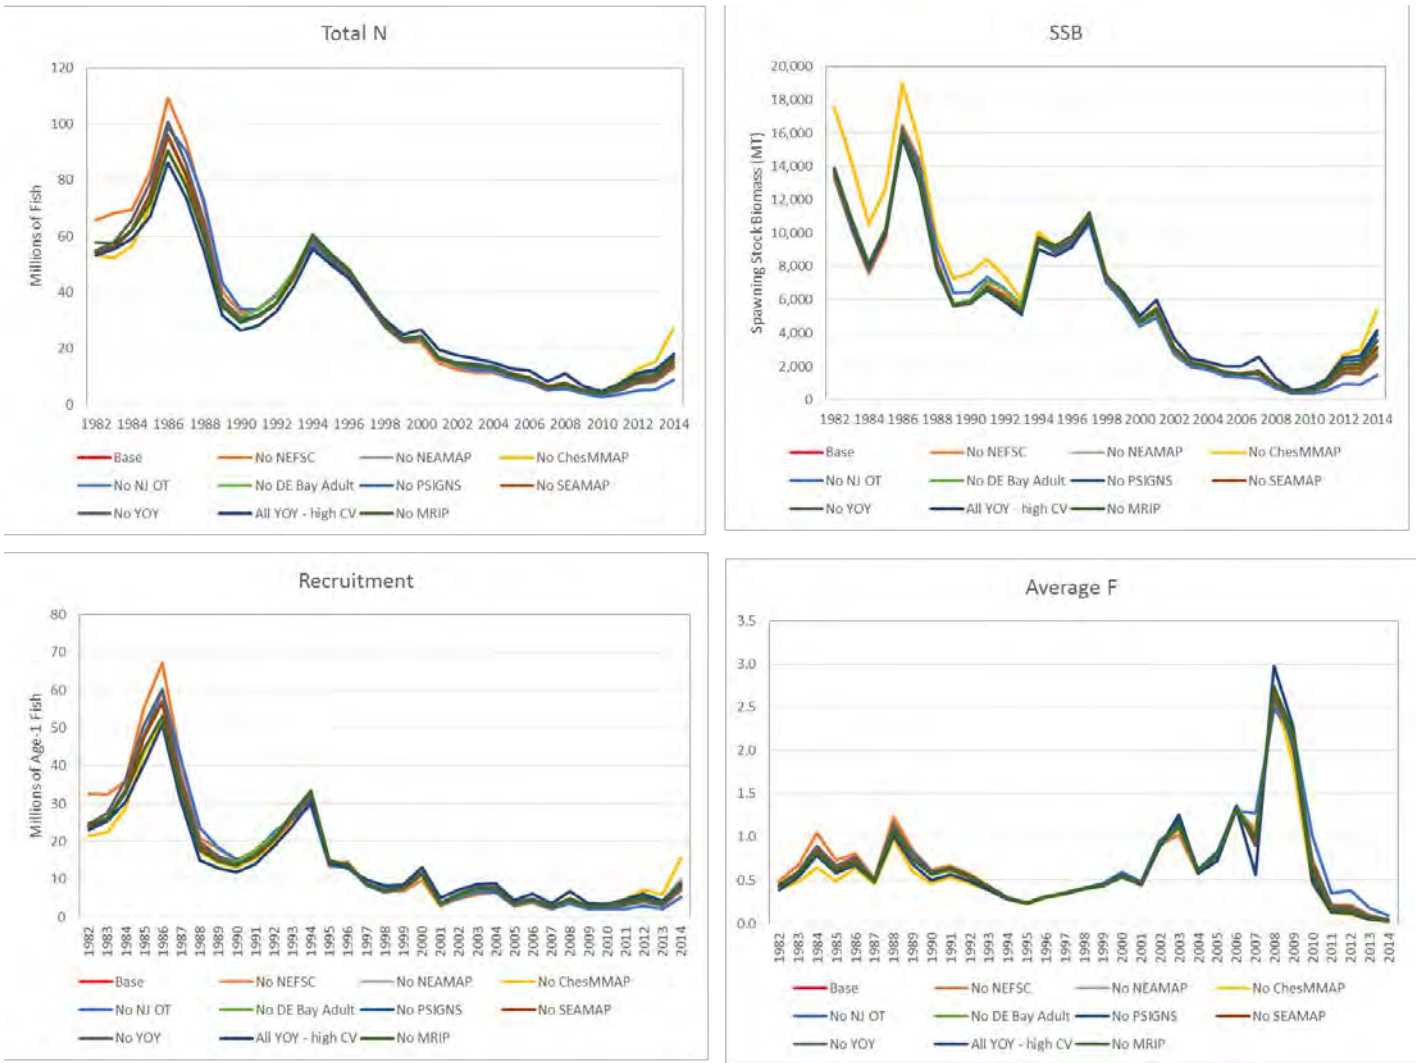 Total N
Millions of Fish
120
100
80
60
40
20
0
1982 1984 1986 1988 1990 1992 1994 1996 1998 2000 2002 2004 2006 2008 2010 2012 2014
Base No NEFSC No NEAMAP No ChesMMAP
No NJ OT No DE Bay Adult No PSIGNS No SEAMAP
No YOY All YOY - high CV No MRIP
SSB
Spawning Stock Biomass (MT)
20,000
18,000
16,000
14,000
12,000
10,000
8,000
6,000
4,000
2,000
0
1982 1984 1986 1988 1990 1992 1994 1996 1998 2000 2002 2004 2006 2008 2010 2012 2014
Base No NEFSC No NEAMAP No ChesMMAP
No NJ OT No DE Bay Adult No PSIGNS No SEAMAP
No YOY All YOY - high CV No MRIP
Recruitment
Millions of Age-1 Fish
80
70
60
50
40
30
20
10
0
1982 1983 1984 1985 1986 1987 1988 1989 1990 1991 1992 1993 1994 1995 1996 1997 1998 1999 2000 2001 2002 2003 2004 2005 2006 2007 2008 2009 2010 2011 2012 2013 2014
Base No NEFSC No NEAMAP No ChesMMAP
No NJ OT No DE Bay Adult No PSIGNS No SEAMAP
No YOY All YOY - high CV No MRIP
Average F
3.5
3.0
2.5
2.0
1.5
1.0
0.5
0.0
1982 1983 1984 1985 1986 1987 1988 1989 1990 1991 1992 1993 1994 1995 1996 1997 1998 1999 2000 2001 2002 2003 2004 2005 2006 2007 2008 2009 2010 2011 2012 2013 2014
Base No NEFSC No NEAMAP No ChesMMAP
No NJ OT No DE Bay Adult No PSIGNS No SEAMAP
No YOY All YOY - high CV No MRIP